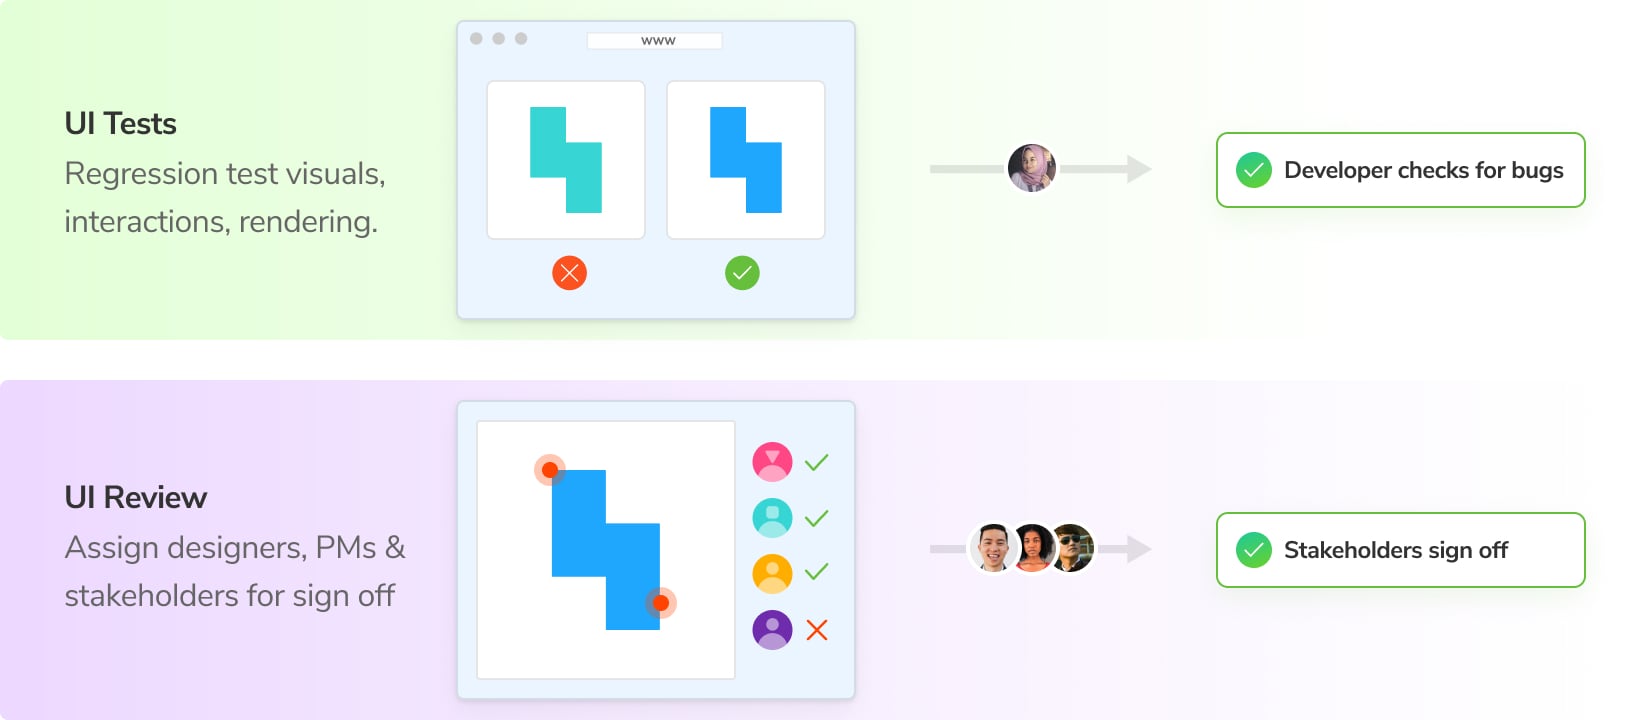 www
UI Tests
Regression test visuals,
interactions, rendering.
Developer checks for bugs
UI Review
Assign designers, PMs &
stakeholders for sign off
Stakeholders sign off